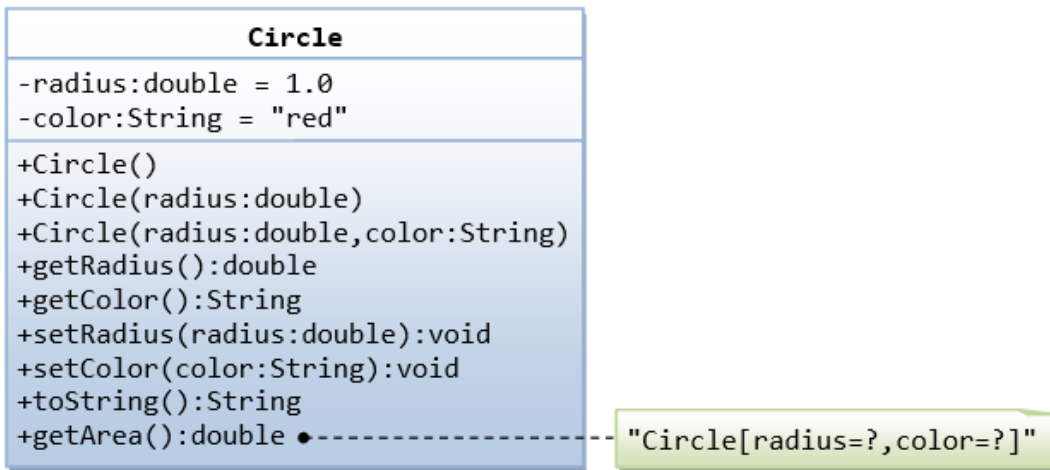 Circle
-radius:double = 1.0
-color:String = "red"
+Circle()
+Circle(radius:double)
+Circle(radius:double,color:String)
+getRadius():double
+getColor():String
+setRadius(radius:double):void
+setColor(color:String):void
+toString():String
+getArea():double
"Circle[radius=?,color=?]"